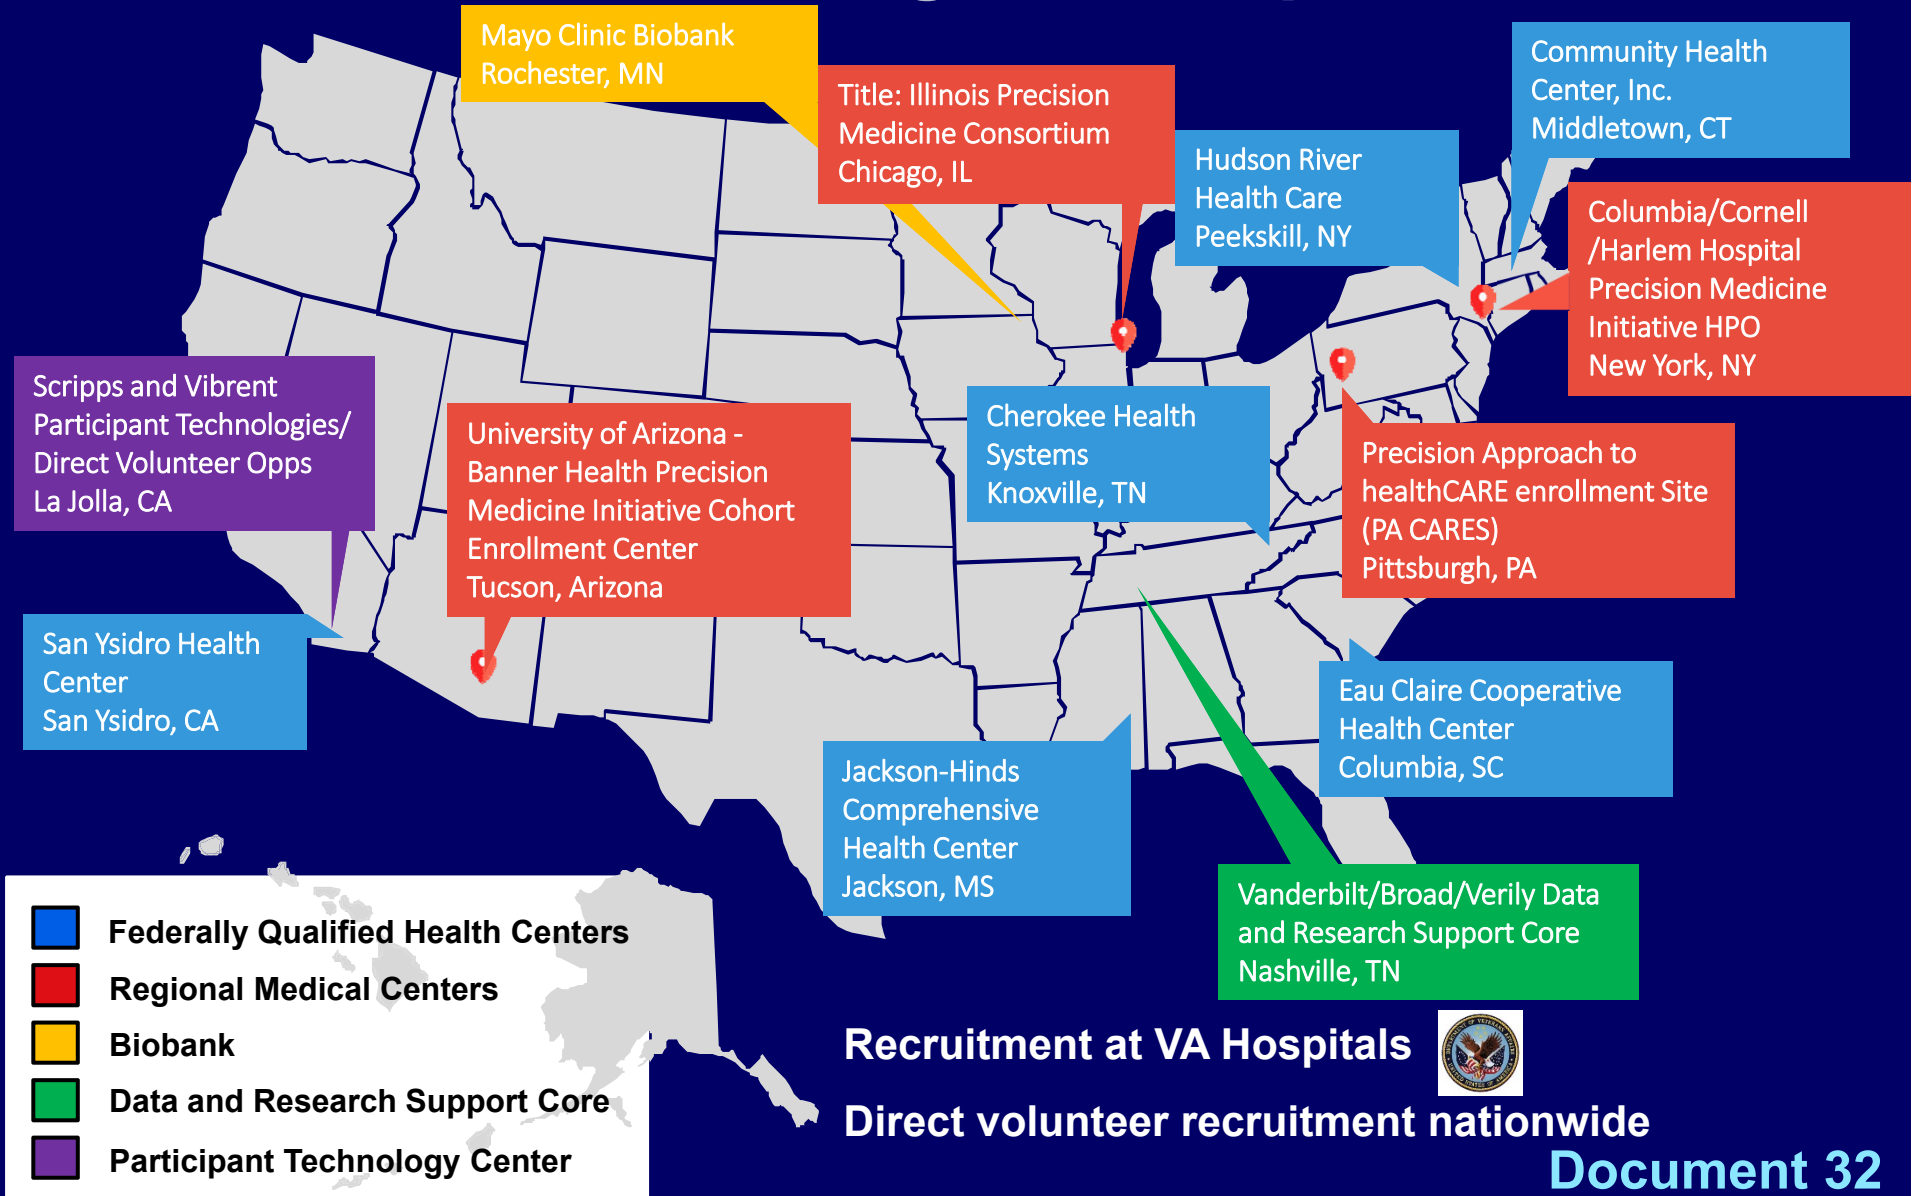 Mayo Clinic Biobank
Rochester, MN
Title: Illinois Precision
Medicine Consortium
Chicago, IL
Community Health
Center, Inc.
Middletown, CT
Hudson River
Health Care
Peekskill, NY
Columbia/Cornell
/Harlem Hospital
Precision Medicine
Initiative HPO
New York, NY
Scripps and Vibrent
Participant Technologies/
Direct Volunteer Opps
La Jolla, CA
University of Arizona -
Banner Health Precision
Medicine Initiative Cohort
Enrollment Center
Tucson, Arizona
Cherokee Health
Systems
Knoxville, TN
Precision Approach to
healthCARE enrollment Site
(PA CARES)
Pittsburgh, PA
San Ysidro Health
Center
San Ysidro, CA
Eau Claire Cooperative
Health Center
Columbia, SC
Jackson-Hinds
Comprehensive
Health Center
Jackson, MS
Vanderbilt/Broad/Verily Data
and Research Support Core
Nashville, TN
Federally Qualified Health Centers
Regional Medical Centers
Biobank
Data and Research Support Core
Participant Technology Center
Recruitment at VA Hospitals
Direct volunteer recruitment nationwide
Document 32